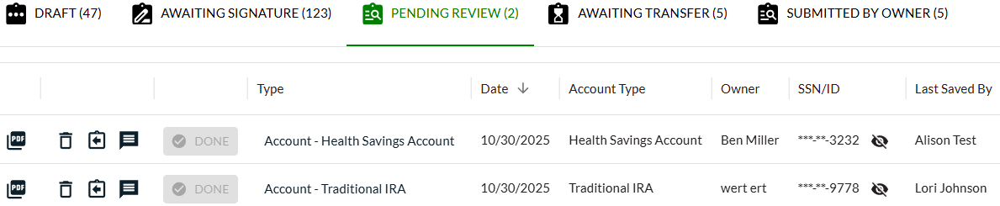 DRAFT (47) AWAITING SIGNATURE (123) PENDING REVIEW (2) AWAITING TRANSFER (5) SUBMITTED BY OWNER (5)
Type Date Account Type Owner SSN/ID Last Saved By
PDF DONE Account - Health Savings Account 10/30/2025 Health Savings Account Ben Miller ***-**-3232 Alison Test
PDF DONE Account - Traditional IRA 10/30/2025 Traditional IRA wert ert ***-**-9778 Lori Johnson